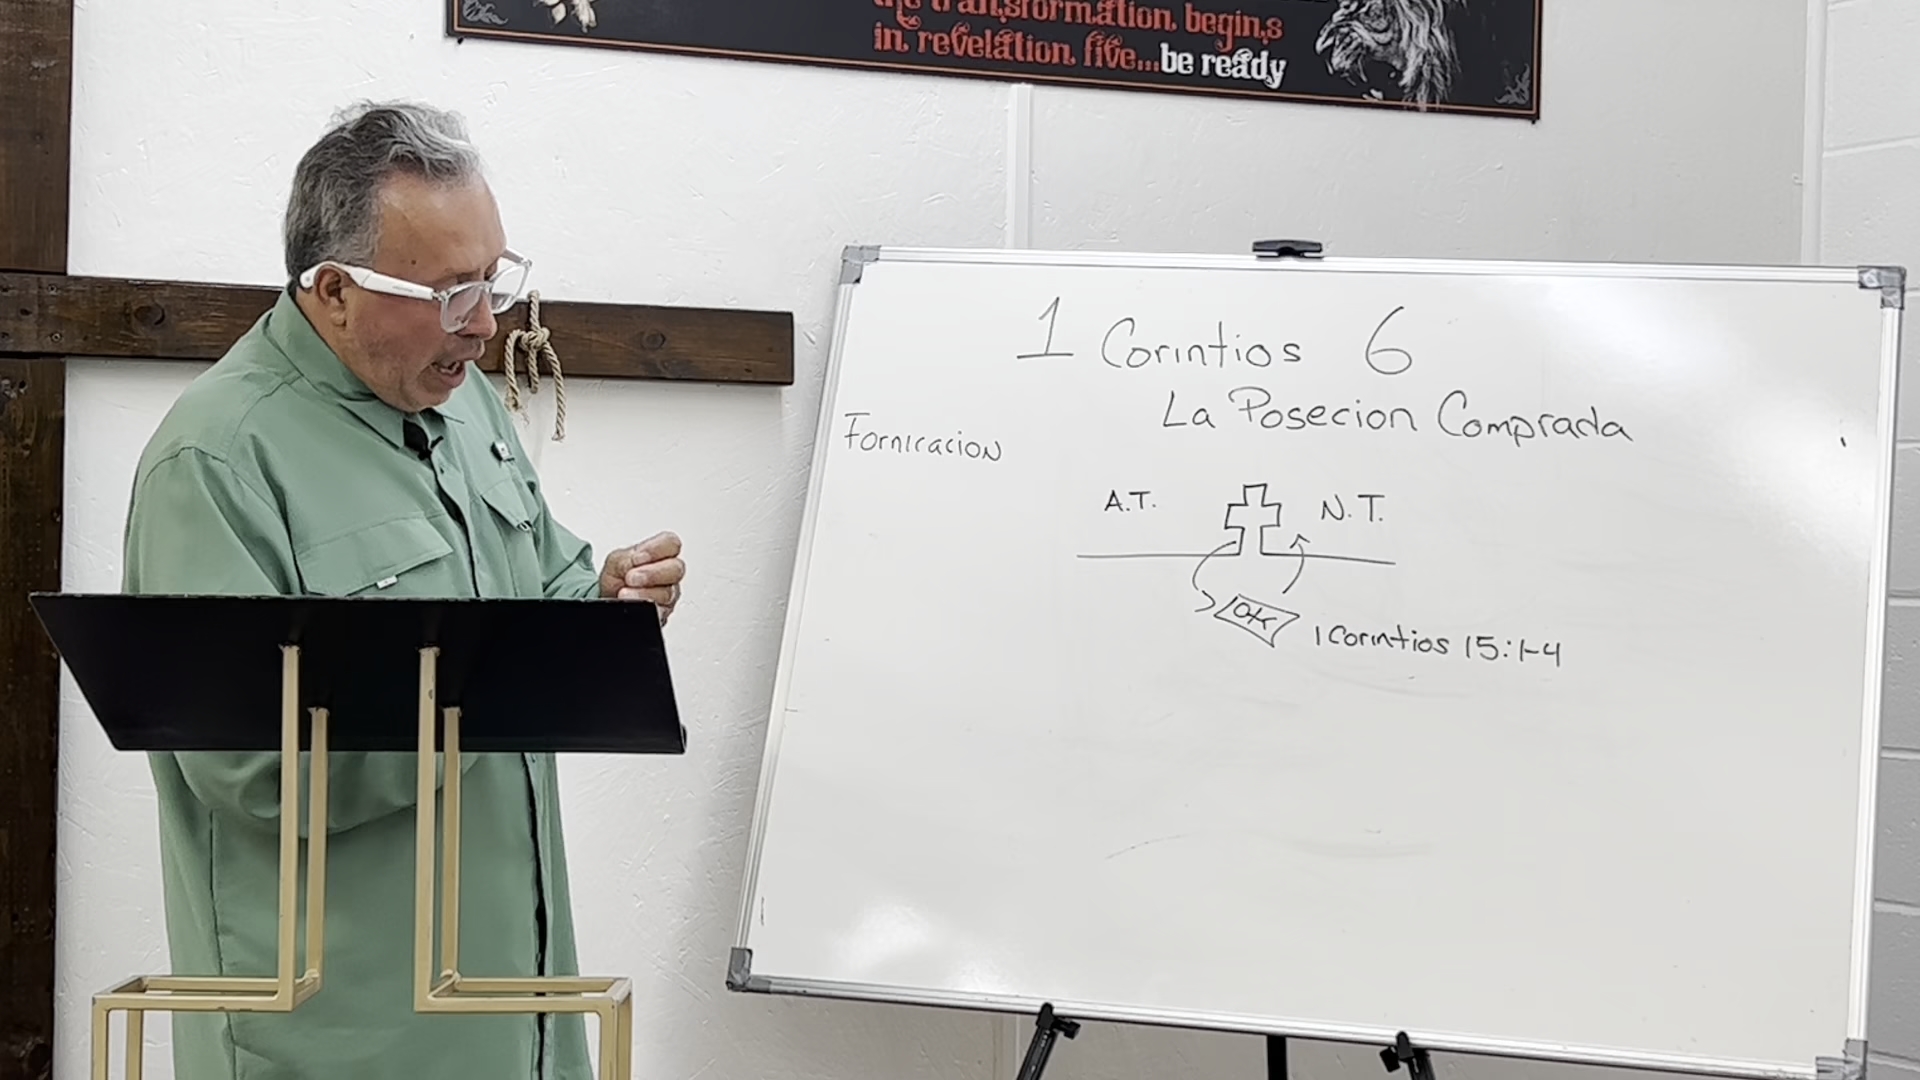 the transformation begins
in revelation five...be ready
1 Corintios 6
La Posecion Comprada
Fornicacion
A.T. N.T.
1 Corintios 15:1-4